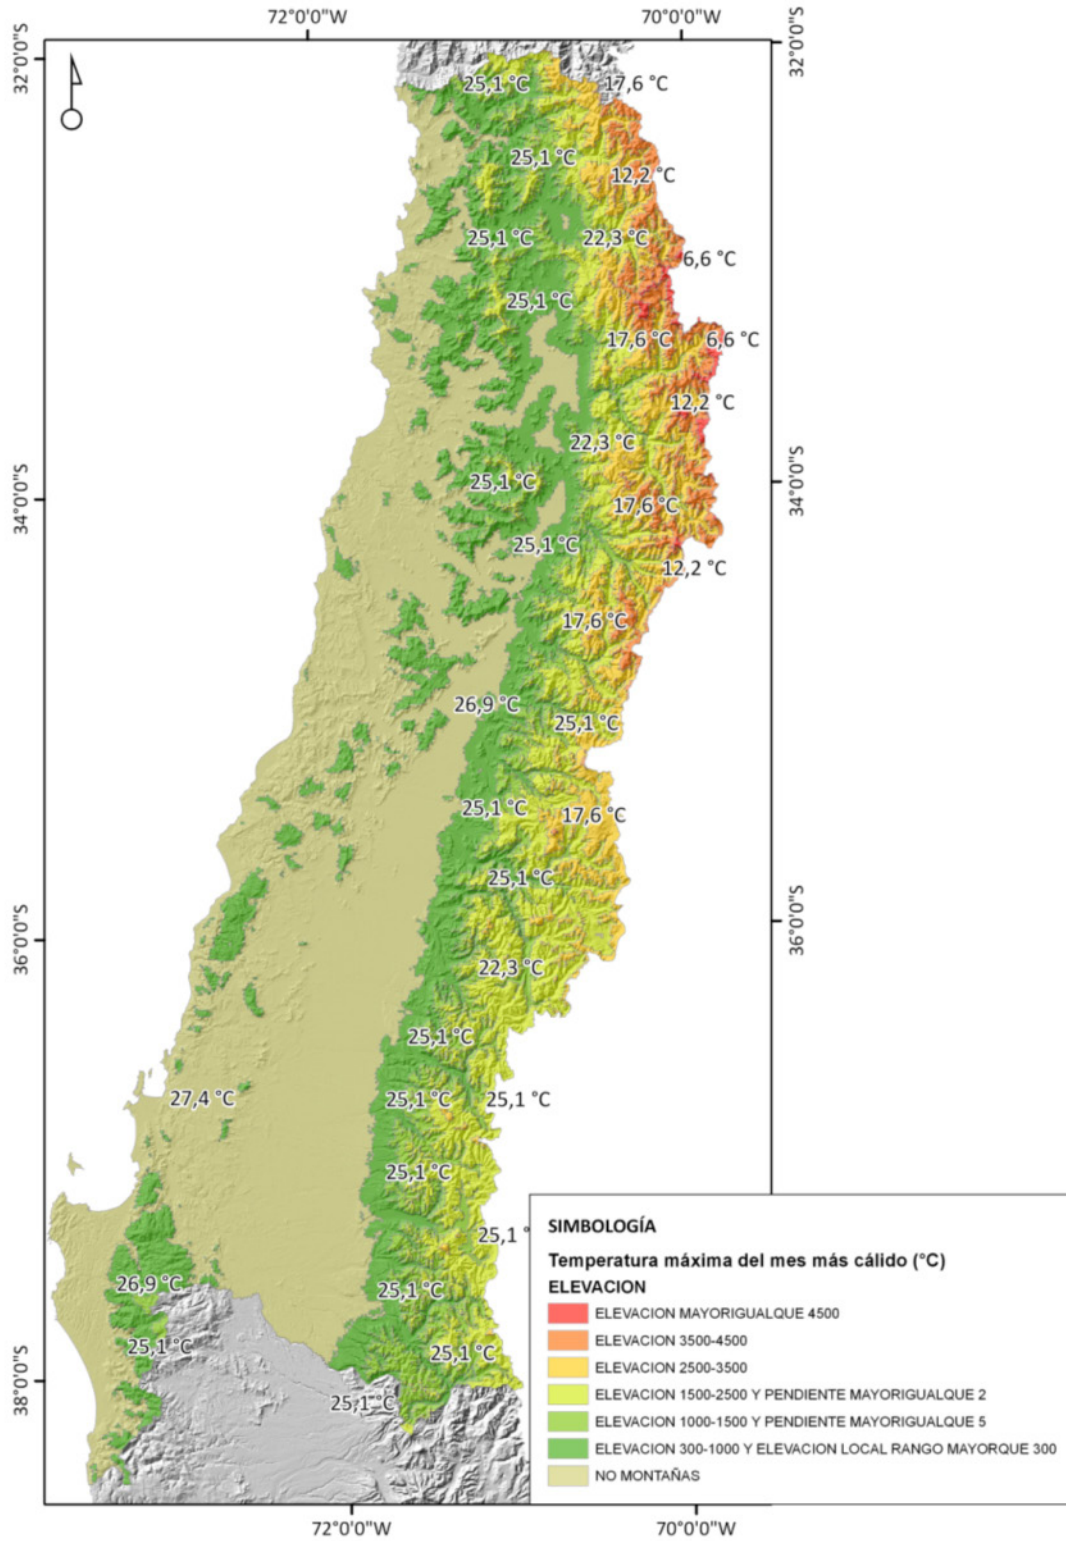 72°0'0"W
70°0'0"W
32°0'0"S
32°0'0"S
25,1 °C
17,6 °C
25,1 °C
12,2 °C
25,1 °C
22,3 °C
6,6 °C
25,1 °C
17,6 °C
6,6 °C
12,2 °C
22,3 °C
25,1 °C
34°0'0"S
34°0'0"S
17,6 °C
25,1 °C
12,2 °C
17,6 °C
26,9 °C
25,1 °C
25,1 °C
17,6 °C
25,1 °C
36°0'0"S
36°0'0"S
22,3 °C
25,1 °C
27,4 °C
25,1 °C
25,1 °C
25,1 °C
25,1 °
26,9 °C
25,1 °C
25,1 °C
25,1 °C
38°0'0"S
25,1 °C
SIMBOLOGÍA
Temperatura máxima del mes más cálido (°C)
ELEVACION
ELEVACION MAYORIGUALQUE 4500
ELEVACION 3500-4500
ELEVACION 2500-3500
ELEVACION 1500-2500 Y PENDIENTE MAYORIGUALQUE 2
ELEVACION 1000-1500 Y PENDIENTE MAYORIGUALQUE 5
ELEVACION 300-1000 Y ELEVACION LOCAL RANGO MAYORQUE 300
NO MONTAÑAS
72°0'0"W
70°0'0"W